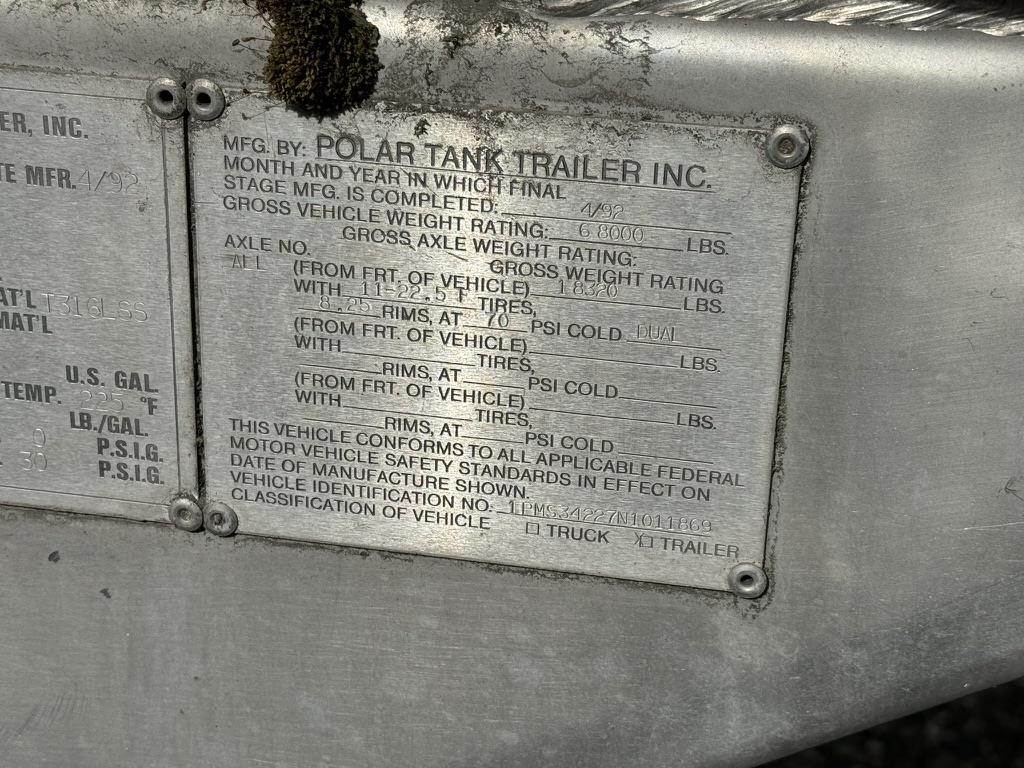 ER, INC.
TE MFR. 4/92
AT'L T316LSS
MAT'L
U.S. GAL.
TEMP. 225 °F
LB./GAL.
0 P.S.I.G.
30 P.S.I.G.
MFG. BY: POLAR TANK TRAILER INC.
MONTH AND YEAR IN WHICH FINAL
STAGE MFG. IS COMPLETED: 4/92
GROSS VEHICLE WEIGHT RATING: 68000 LBS.
GROSS AXLE WEIGHT RATING:
AXLE NO. GROSS WEIGHT RATING
ALL (FROM FRT. OF VEHICLE) 18320 LBS.
WITH 11-22.5 F TIRES,
8.25 RIMS, AT 70 PSI COLD DUAL
(FROM FRT. OF VEHICLE) LBS.
WITH TIRES,
RIMS, AT PSI COLD
(FROM FRT. OF VEHICLE) LBS.
WITH TIRES,
RIMS, AT PSI COLD
THIS VEHICLE CONFORMS TO ALL APPLICABLE FEDERAL
MOTOR VEHICLE SAFETY STANDARDS IN EFFECT ON
DATE OF MANUFACTURE SHOWN.
VEHICLE IDENTIFICATION NO: 1PMS34227N1011869
CLASSIFICATION OF VEHICLE ☐ TRUCK X☐ TRAILER